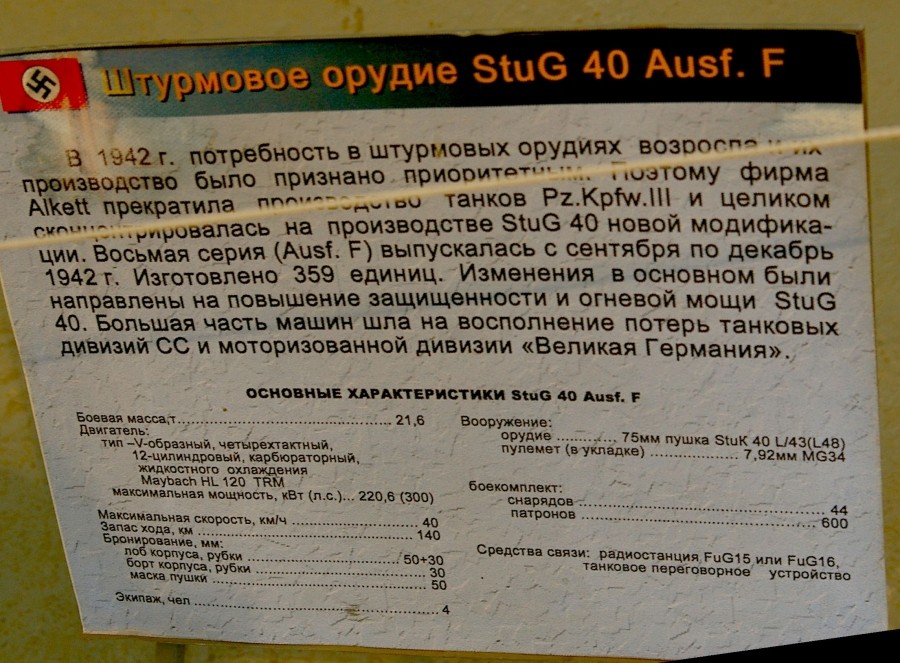 Штурмовое орудие StuG 40 Ausf. F
В 1942 г. потребность в штурмовых орудиях возросла и их
производство было признано приоритетным. Поэтому фирма
Alkett прекратила производство танков Pz.Kpfw.III и целиком
сконцентрировалась на производстве StuG 40 новой модифика-
ции. Восьмая серия (Ausf. F) выпускалась с сентября по декабрь
1942 г. Изготовлено 359 единиц. Изменения в основном были
направлены на повышение защищенности и огневой мощи StuG
40. Большая часть машин шла на восполнение потерь танковых
дивизий СС и моторизованной дивизии «Великая Германия».
ОСНОВНЫЕ ХАРАКТЕРИСТИКИ StuG 40 Ausf. F
Боевая масса,т................................................ 21,6
Двигатель:
тип –V-образный, четырехтактный,
12-цилиндровый, карбюраторный,
жидкостного охлаждения
Maybach HL 120 TRM
максимальная мощность, кВт (л.с.)... 220,6 (300)
Максимальная скорость, км/ч .......................... 40
Запас хода, км ................................................ 140
Бронирование, мм:
лоб корпуса, рубки ................................ 50+30
борт корпуса, рубки .................................. 30
маска пушки ............................................. 50
Экипаж, чел ..................................................... 4
Вооружение:
орудие ............ 75мм пушка StuK 40 L/43(L48)
пулемет (в укладке) .................. 7,92мм MG34
боекомплект:
снарядов ..................................................... 44
патронов .................................................... 600
Средства связи: радиостанция FuG15 или FuG16,
танковое переговорное устройство